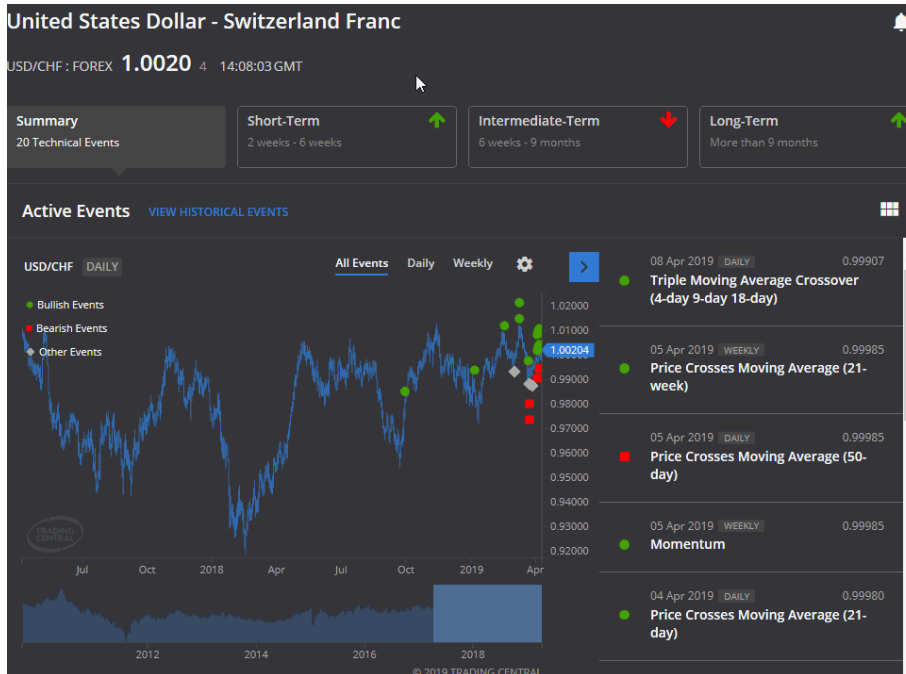 United States Dollar - Switzerland Franc
USD/CHF : FOREX 1.0020 4 14:08:03 GMT
Summary
20 Technical Events
Short-Term
2 weeks - 6 weeks
Intermediate-Term
6 weeks - 9 months
Long-Term
More than 9 months
Active Events VIEW HISTORICAL EVENTS
USD/CHF DAILY
All Events Daily Weekly
Bullish Events
Bearish Events
Other Events
1.02000
1.01000
1.00204
0.99000
0.98000
0.97000
0.96000
0.95000
0.94000
0.93000
0.92000
TRADING
CENTRAL
Jul Oct 2018 Apr Jul Oct 2019 Apr
2012 2014 2016 2018
© 2019 TRADING CENTRAL
08 Apr 2019 DAILY 0.99907
Triple Moving Average Crossover
(4-day 9-day 18-day)
05 Apr 2019 WEEKLY 0.99985
Price Crosses Moving Average (21-
week)
05 Apr 2019 DAILY 0.99985
Price Crosses Moving Average (50-
day)
05 Apr 2019 WEEKLY 0.99985
Momentum
04 Apr 2019 DAILY 0.99980
Price Crosses Moving Average (21-
day)